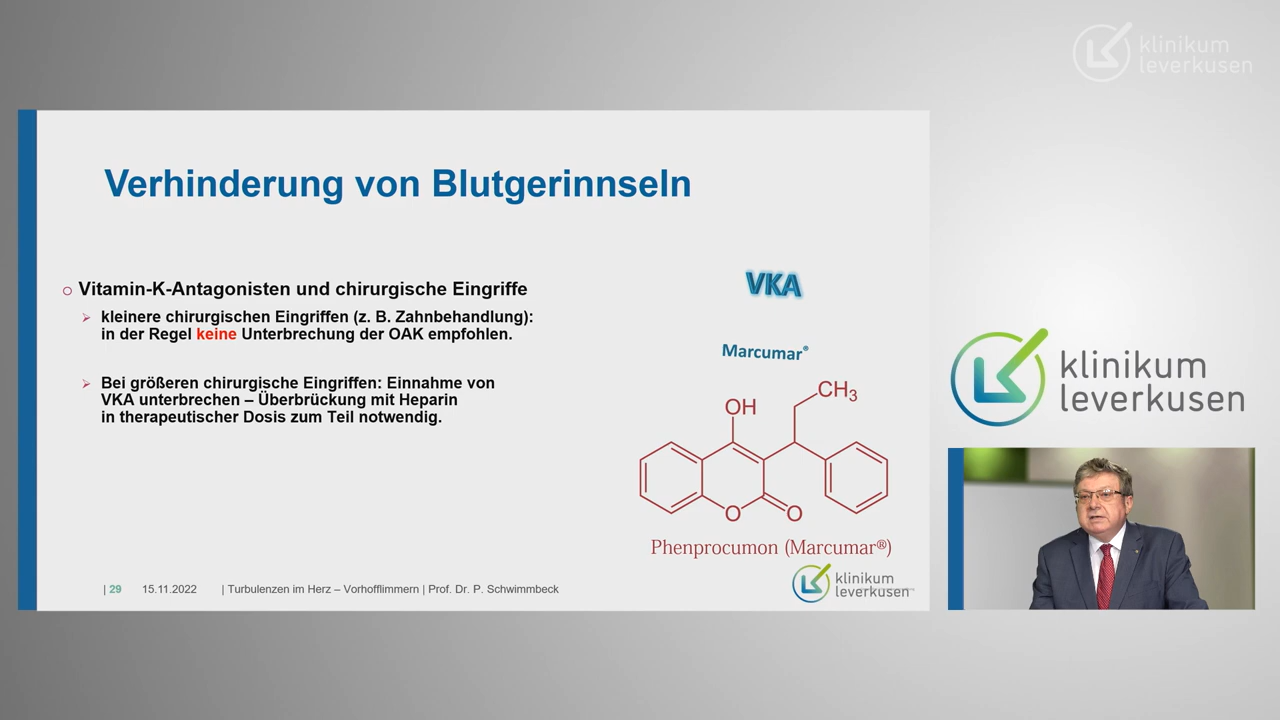 klinikum
leverkusen
Verhinderung von Blutgerinnseln
Vitamin-K-Antagonisten und chirurgische Eingriffe
kleinere chirurgischen Eingriffen (z. B. Zahnbehandlung):
in der Regel keine Unterbrechung der OAK empfohlen.
Bei größeren chirurgische Eingriffen: Einnahme von
VKA unterbrechen – Überbrückung mit Heparin
in therapeutischer Dosis zum Teil notwendig.
VKA
Marcumar®
CH3
OH
O
O
Phenprocumon (Marcumar®)
| 29 15.11.2022 | Turbulenzen im Herz – Vorhofflimmern | Prof. Dr. P. Schwimmbeck
klinikum
leverkusen
klinikum
leverkusen